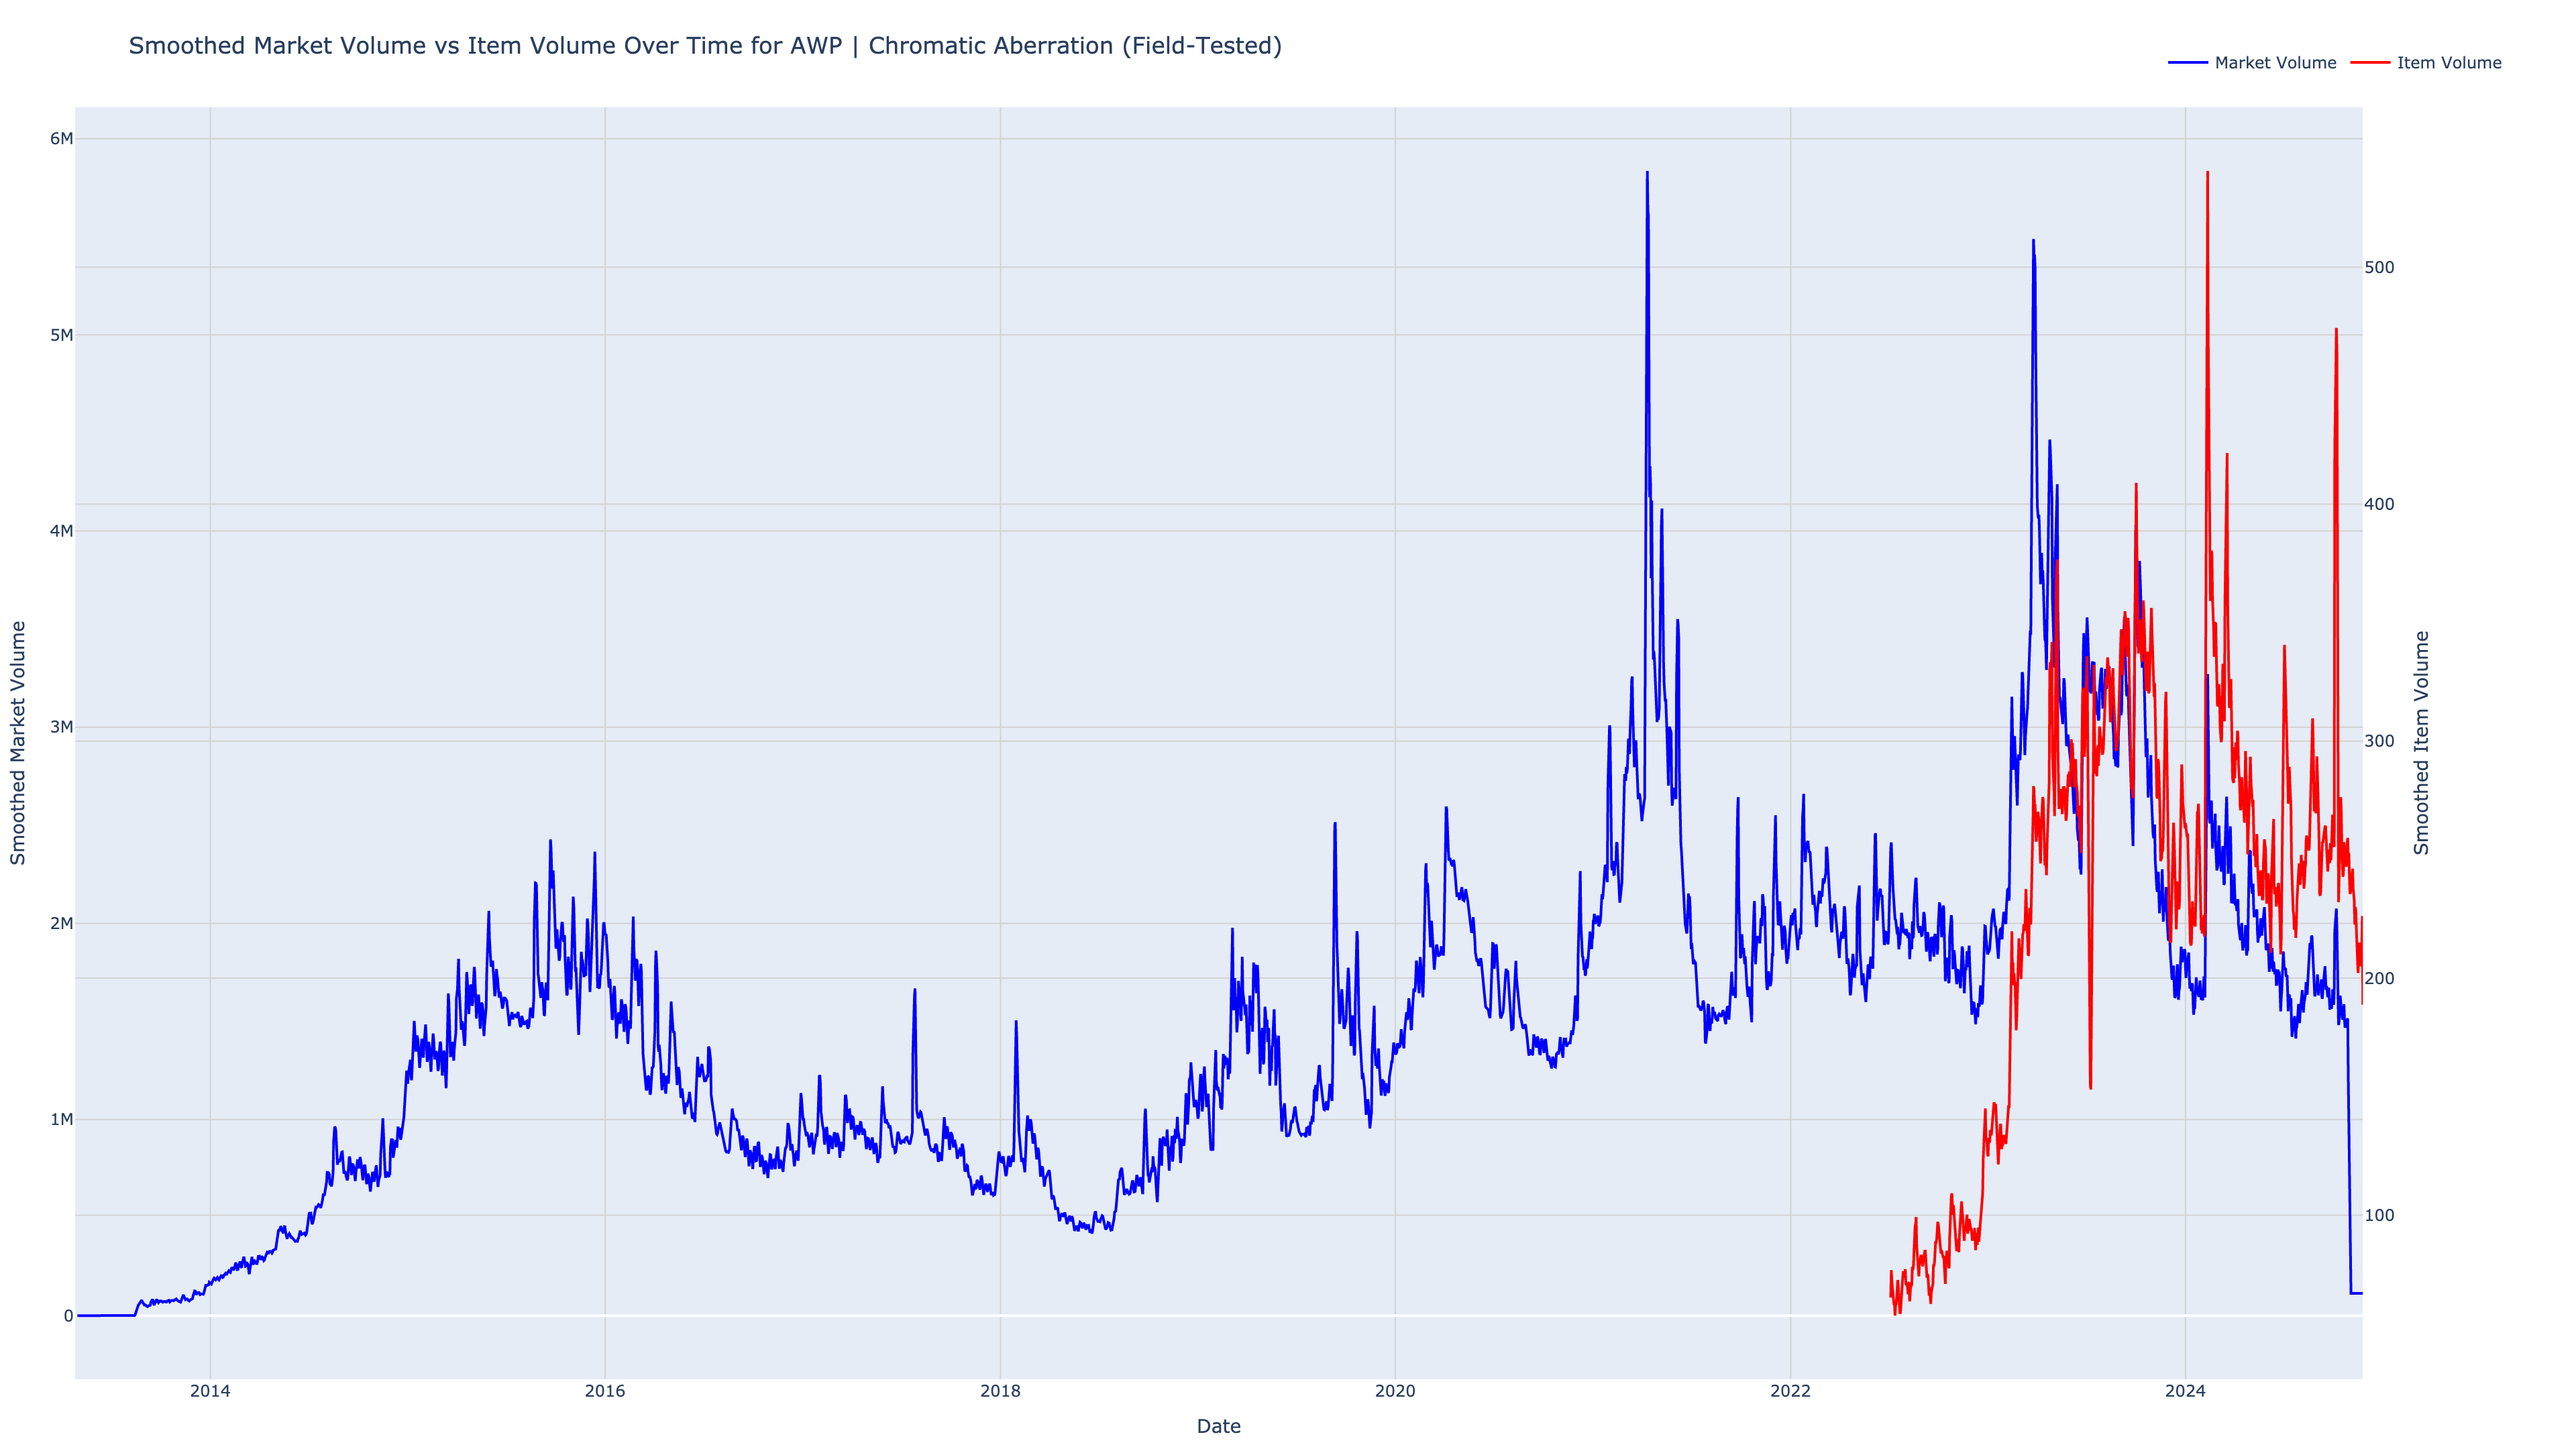 Smoothed Market Volume vs Item Volume Over Time for AWP | Chromatic Aberration (Field-Tested)
Market Volume
Item Volume
6M
5M
4M
3M
2M
1M
0
Smoothed Market Volume
500
400
300
200
100
Smoothed Item Volume
2014
2016
2018
2020
2022
2024
Date